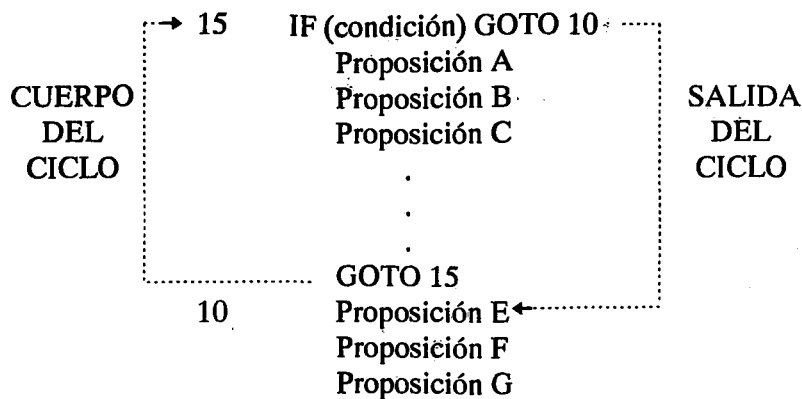 15 IF (condición) GOTO 10
Proposición A
CUERPO Proposición B SALIDA
DEL Proposición C DEL
CICLO CICLO
.
.
.
GOTO 15
10 Proposición E
Proposición F
Proposición G